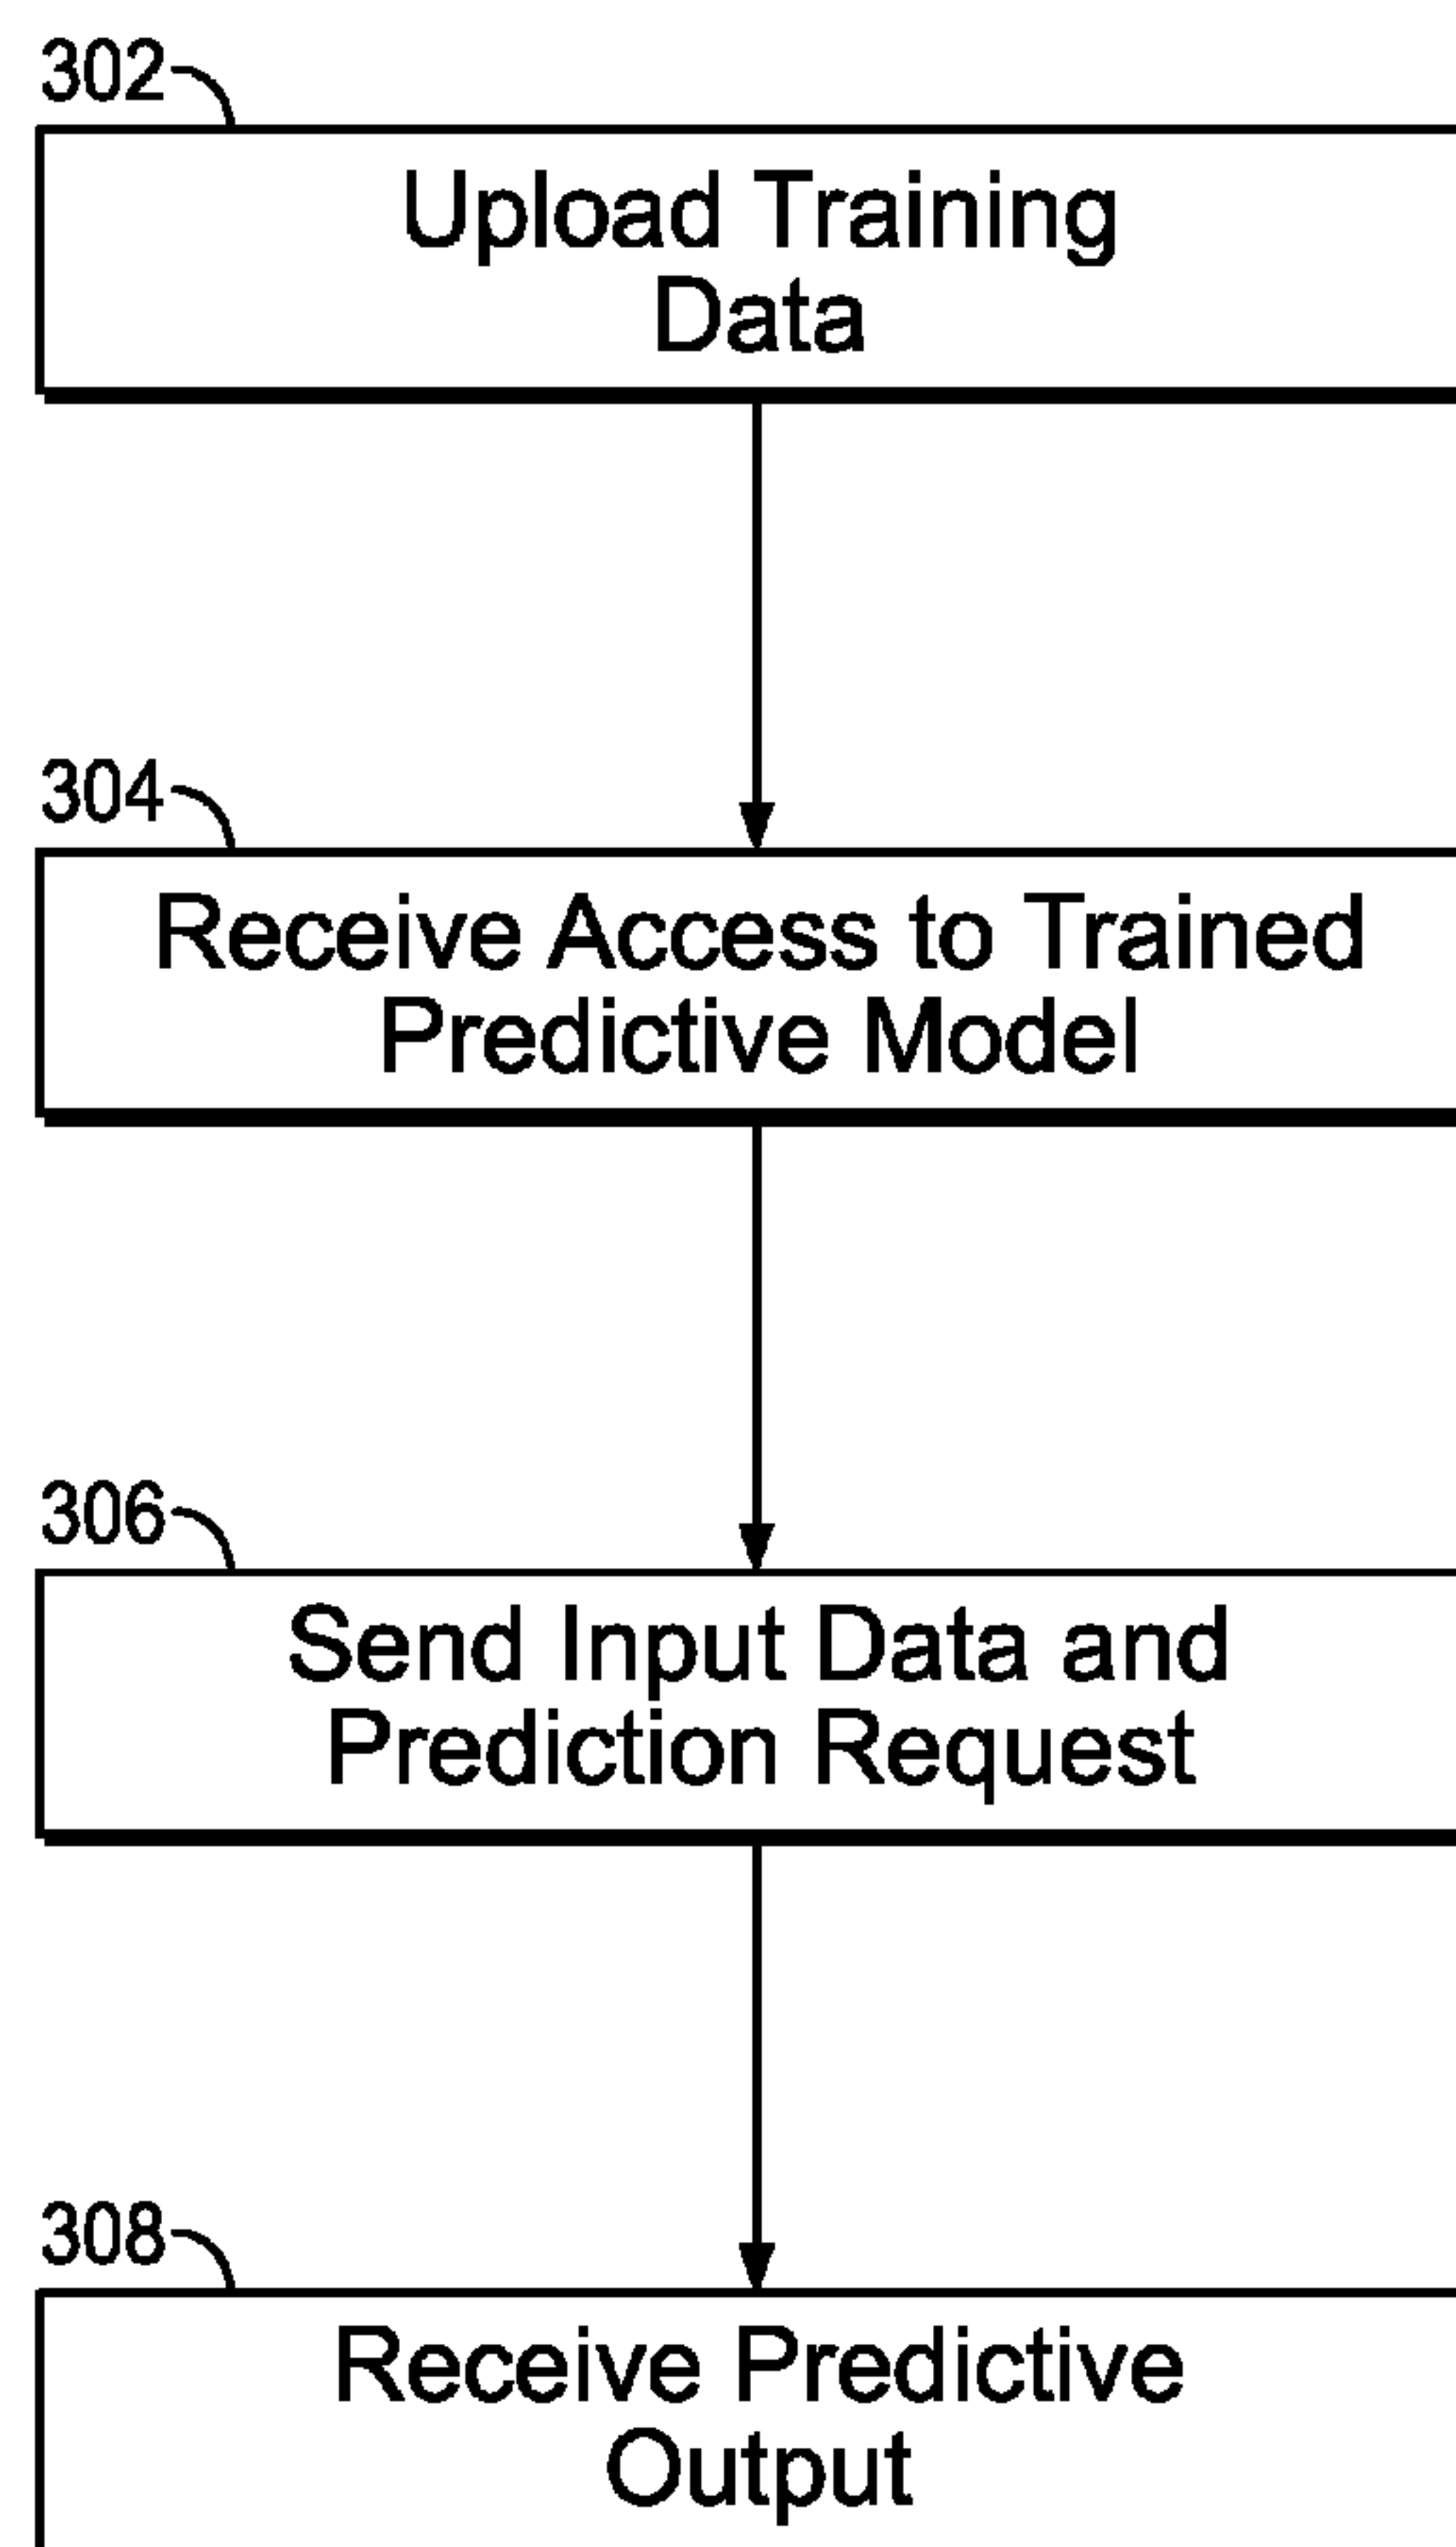 302
Upload Training
Data
304
Receive Access to Trained
Predictive Model
306
Send Input Data and
Prediction Request
308
Receive Predictive
Output